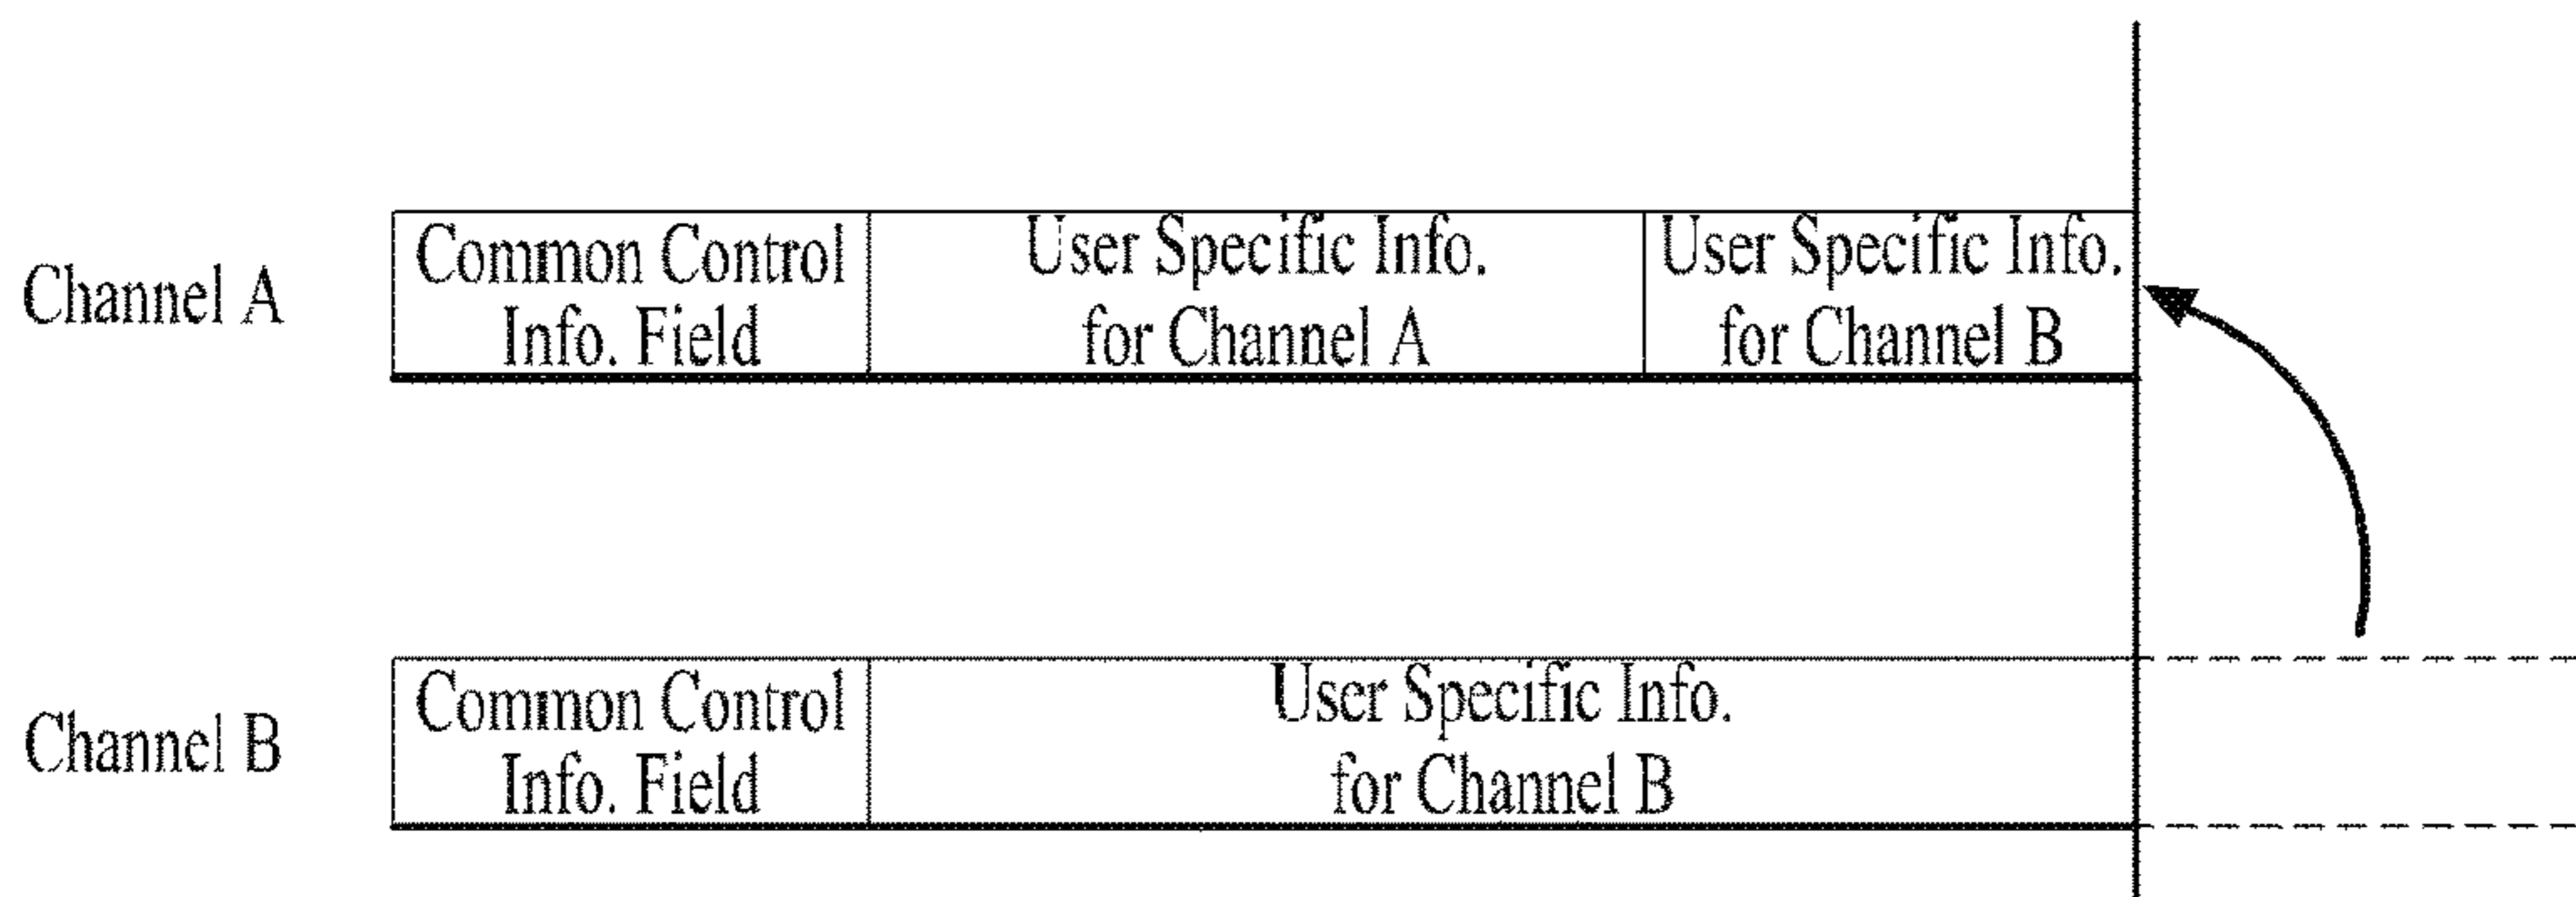 Channel A
Common Control
Info. Field
User Specific Info.
for Channel A
User Specific Info.
for Channel B
Channel B
Common Control
Info. Field
User Specific Info.
for Channel B